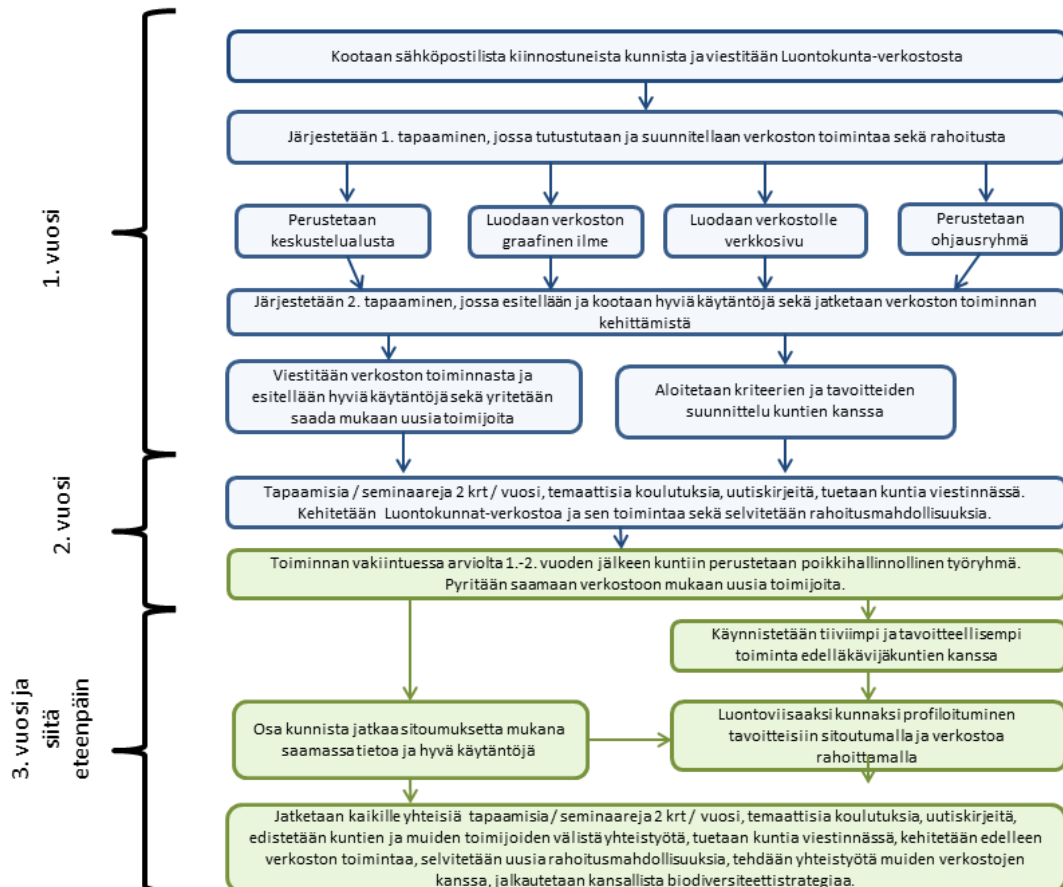 Kootaan sähköpostilista kiinnostuneista kunnista ja viestitään Luontokunta-verkostosta
Järjestetään 1. tapaaminen, jossa tutustutaan ja suunnitellaan verkoston toimintaa sekä rahoitusta
1. vuosi
Perustetaan
keskustelualusta
Luodaan verkoston
graafinen ilme
Luodaan verkostolle
verkkosivu
Perustetaan
ohjausryhmä
Järjestetään 2. tapaaminen, jossa esitellään ja kootaan hyviä käytäntöjä sekä jatketaan verkoston toiminnan
kehittämistä
Viestitään verkoston toiminnasta ja
esitellään hyviä käytäntöjä sekä yritetään
saada mukaan uusia toimijoita
Aloitetaan kriteerien ja tavoitteiden
suunnittelu kuntien kanssa
2. vuosi
Tapaamisia / seminaareja 2 krt / vuosi, temaattisia koulutuksia, uutiskirjeitä, tuetaan kuntia viestinnässä.
Kehitetään Luontokunnat-verkostoa ja sen toimintaa sekä selvitetään rahoitusmahdollisuuksia.
Toiminnan vakiintuessa arviolta 1.-2. vuoden jälkeen kuntiin perustetaan poikkihallinnollinen työryhmä.
Pyritään saamaan verkostoon mukaan uusia toimijoita.
3. vuosi ja
siitä
eteenpäin
Käynnistetään tiiviimpi ja tavoitteellisempi
toiminta edelläkävijäkuntien kanssa
Osa kunnista jatkaa sitoumuksetta mukana
saamassa tietoa ja hyvä käytäntöjä
Luontoviisaaksi kunnaksi profiloituminen
tavoitteisiin sitoutumalla ja verkostoa
rahoittamalla
Jatketaan kaikille yhteisiä tapaamisia / seminaareja 2 krt / vuosi, temaattisia koulutuksia, uutiskirjeitä,
edistetään kuntien ja muiden toimijoiden välistä yhteistyötä, tuetaan kuntia viestinnässä, kehitetään edelleen
verkoston toimintaa, selvitetään uusia rahoitusmahdollisuuksia, tehdään yhteistyötä muiden verkostojen
kanssa, jalkautetaan kansallista biodiversiteettistrategiaa.